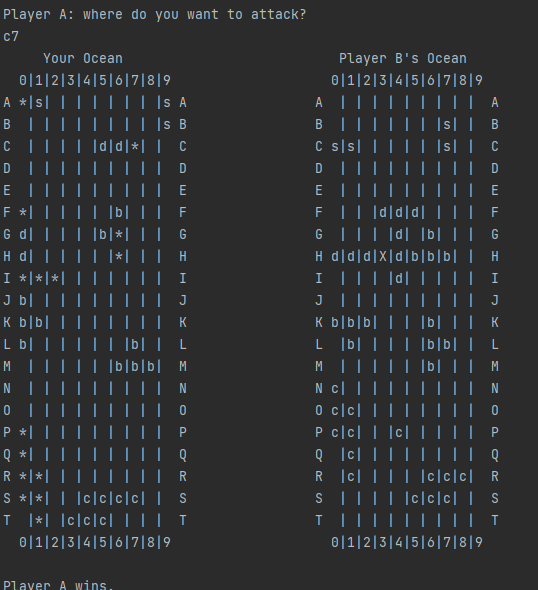 Player A: where do you want to attack?
c7
     Your Ocean                           Player B's Ocean
  0|1|2|3|4|5|6|7|8|9                    0|1|2|3|4|5|6|7|8|9
A *|s| | | | | | | |s A                A  | | | | | | | | |  A
B  | | | | | | | | |s B                B  | | | | | | |s| |  B
C  | | | | |d|d|*| |  C                C s|s| | | | | |s| |  C
D  | | | | | | | | |  D                D  | | | | | | | | |  D
E  | | | | | | | | |  E                E  | | | | | | | | |  E
F *| | | | | |b| | |  F                F  | | |d|d|d| | | |  F
G d| | | | |b|*| | |  G                G  | | | |d| |b| | |  G
H d| | | | | |*| | |  H                H d|d|d|X|d|b|b|b| |  H
I *|*|*| | | | | | |  I                I  | | | |d| | | | |  I
J b| | | | | | | | |  J                J  | | | | | | | | |  J
K b|b| | | | | | | |  K                K b|b|b| | | |b| | |  K
L b| | | | | | |b| |  L                L  |b| | | | |b|b| |  L
M  | | | | | |b|b|b|  M                M  | | | | | |b| | |  M
N  | | | | | | | | |  N                N c| | | | | | | | |  N
O  | | | | | | | | |  O                O c|c| | | | | | | |  O
P *| | | | | | | | |  P                P c|c| | |c| | | | |  P
Q *| | | | | | | | |  Q                Q  |c| | | | | | | |  Q
R *|*| | | | | | | |  R                R  |c| | | | |c|c|c|  R
S *|*| | |c|c|c|c| |  S                S  | | | | |c|c|c| |  S
T  |*| |c|c|c| | | |  T                T  | | | | | | | | |  T
  0|1|2|3|4|5|6|7|8|9                    0|1|2|3|4|5|6|7|8|9
Player A wins.